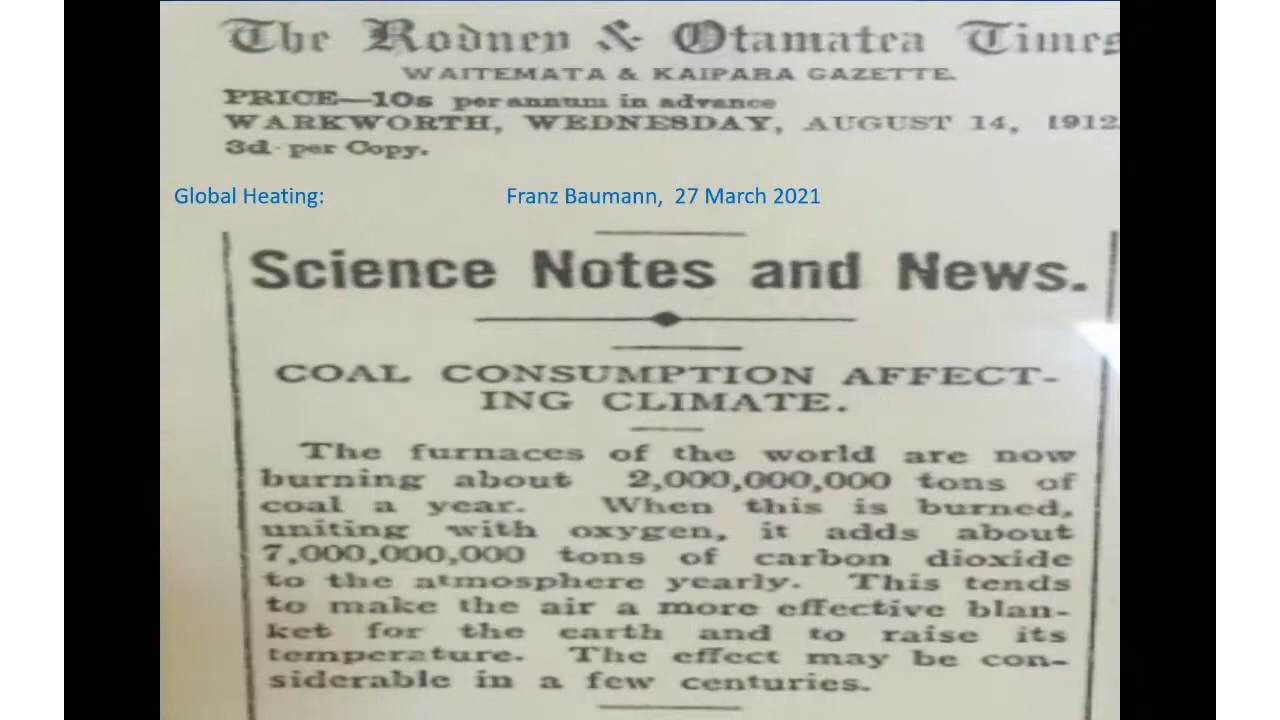 The Rodney & Otamatea Times
WAITEMATA & KAIPARA GAZETTE.
PRICE—10s per annum in advance
WARKWORTH, WEDNESDAY, AUGUST 14, 1912
3d per Copy.
Global Heating: Franz Baumann, 27 March 2021
Science Notes and News.
COAL CONSUMPTION AFFECT-
ING CLIMATE.
The furnaces of the world are now
burning about 2,000,000,000 tons of
coal a year. When this is burned,
uniting with oxygen, it adds about
7,000,000,000 tons of carbon dioxide
to the atmosphere yearly. This tends
to make the air a more effective blan-
ket for the earth and to raise its
temperature. The effect may be con-
siderable in a few centuries.